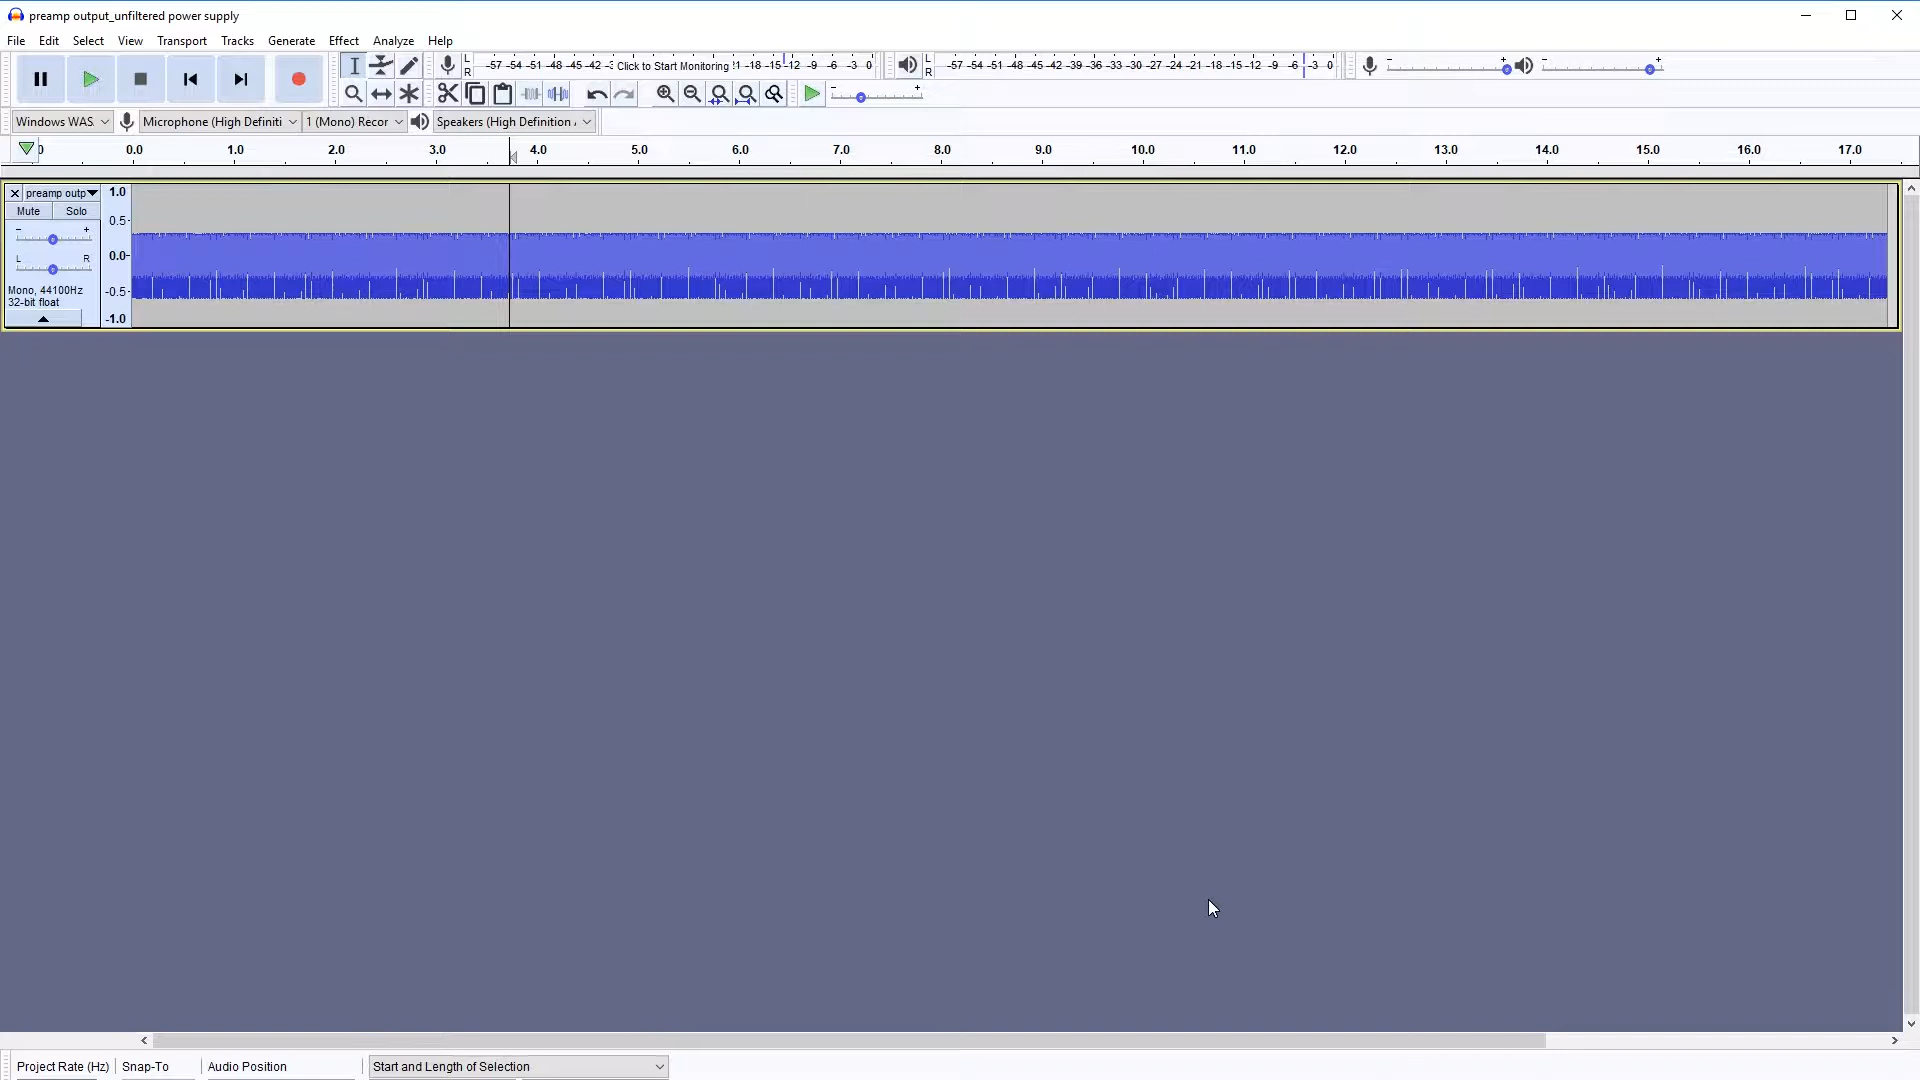 preamp output_unfiltered power supply
File Edit Select View Transport Tracks Generate Effect Analyze Help
L R -57 -54 -51 -48 -45 -42 Click to Start Monitoring -18 -15 -12 -9 -6 -3 0 L R -57 -54 -51 -48 -45 -42 -39 -36 -33 -30 -27 -24 -21 -18 -15 -12 -9 -6 -3 0
Windows WAS Microphone (High Definiti 1 (Mono) Recor Speakers (High Definition
0.0 1.0 2.0 3.0 4.0 5.0 6.0 7.0 8.0 9.0 10.0 11.0 12.0 13.0 14.0 15.0 16.0 17.0
preamp outp 1.0
Mute Solo
0.5
0.0
L R
Mono, 44100Hz -0.5
32-bit float
-1.0
Project Rate (Hz) Snap-To Audio Position Start and Length of Selection